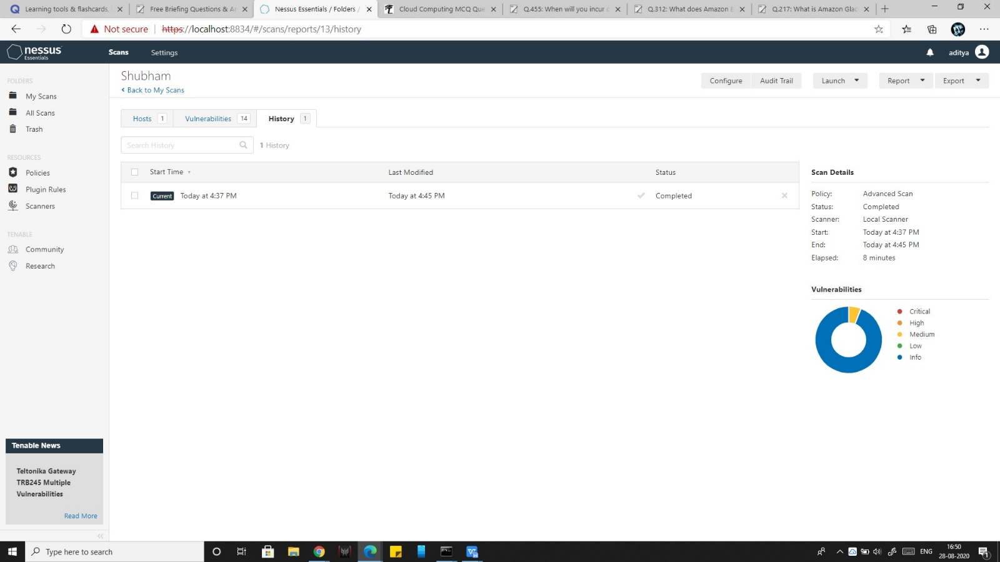 Learning tools & flashcards,
Free Briefing Questions & A
Nessus Essentials / Folders /
Cloud Computing MCQ Que
Q.455: When will you incur c
Q.312: What does Amazon E
Q.217: What is Amazon Glac
Not secure https://localhost:8834/#/scans/reports/13/history
nessus
Essentials
Scans Settings
aditya
Shubham
Back to My Scans
Configure Audit Trail Launch Report Export
FOLDERS
My Scans
All Scans
Trash
RESOURCES
Policies
Plugin Rules
Scanners
TENABLE
Community
Research
Hosts 1 Vulnerabilities 14 History 1
Search History 1 History
Start Time Last Modified Status
Current Today at 4:37 PM Today at 4:45 PM Completed
Scan Details
Policy: Advanced Scan
Status: Completed
Scanner: Local Scanner
Start: Today at 4:37 PM
End: Today at 4:45 PM
Elapsed: 8 minutes
Vulnerabilities
Critical
High
Medium
Low
Info
Tenable News
Teltonika Gateway
TRB245 Multiple
Vulnerabilities
Read More
Type here to search
ENG
16:50
28-08-2020
1